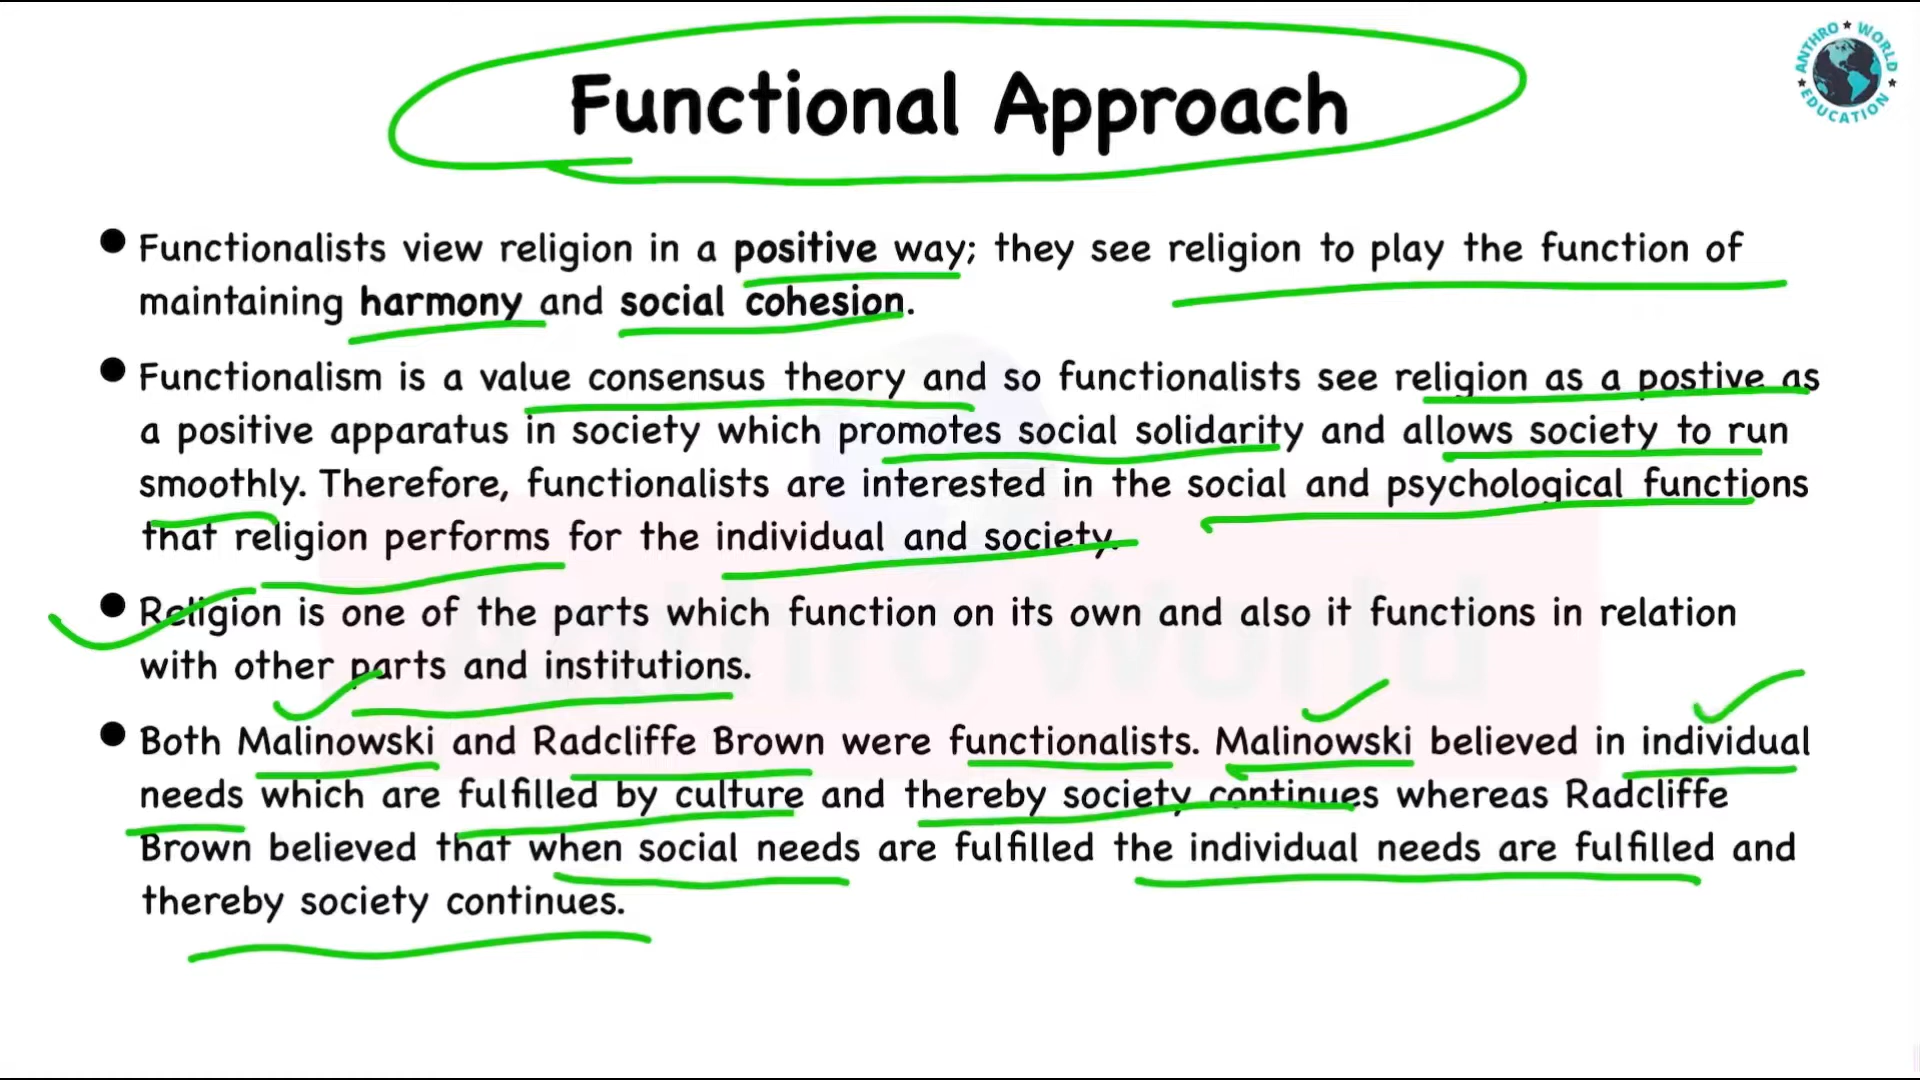 ANTHRO ★ WORLD ★ EDUCATION ★
Functional Approach
● Functionalists view religion in a positive way; they see religion to play the function of
maintaining harmony and social cohesion.
● Functionalism is a value consensus theory and so functionalists see religion as a postive as
a positive apparatus in society which promotes social solidarity and allows society to run
smoothly. Therefore, functionalists are interested in the social and psychological functions
that religion performs for the individual and society.
● Religion is one of the parts which function on its own and also it functions in relation
with other parts and institutions.
● Both Malinowski and Radcliffe Brown were functionalists. Malinowski believed in individual
needs which are fulfilled by culture and thereby society continues whereas Radcliffe
Brown believed that when social needs are fulfilled the individual needs are fulfilled and
thereby society continues.
Anthro World